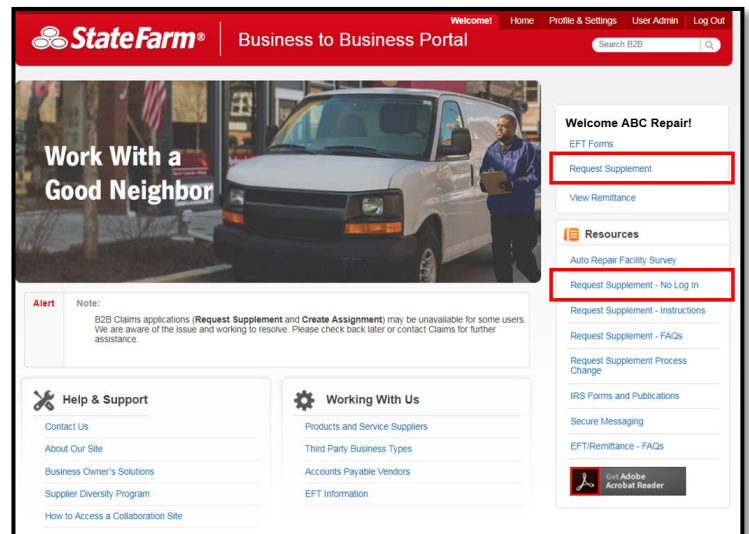 Welcome! Home Profile & Settings User Admin Log Out
StateFarm® Business to Business Portal
Search B2B
Work With a
Good Neighbor
Welcome ABC Repair!
EFT Forms
Request Supplement
View Remittance
Resources
Auto Repair Facility Survey
Request Supplement - No Log In
Request Supplement - Instructions
Request Supplement - FAQs
Request Supplement Process
Change
IRS Forms and Publications
Secure Messaging
EFT/Remittance - FAQs
Get Adobe
Acrobat Reader
Alert Note:
B2B Claims applications (Request Supplement and Create Assignment) may be unavailable for some users.
We are aware of the issue and working to resolve. Please check back later or contact Claims for further
assistance.
Help & Support
Contact Us
About Our Site
Business Owner's Solutions
Supplier Diversity Program
How to Access a Collaboration Site
Working With Us
Products and Service Suppliers
Third Party Business Types
Accounts Payable Vendors
EFT Information